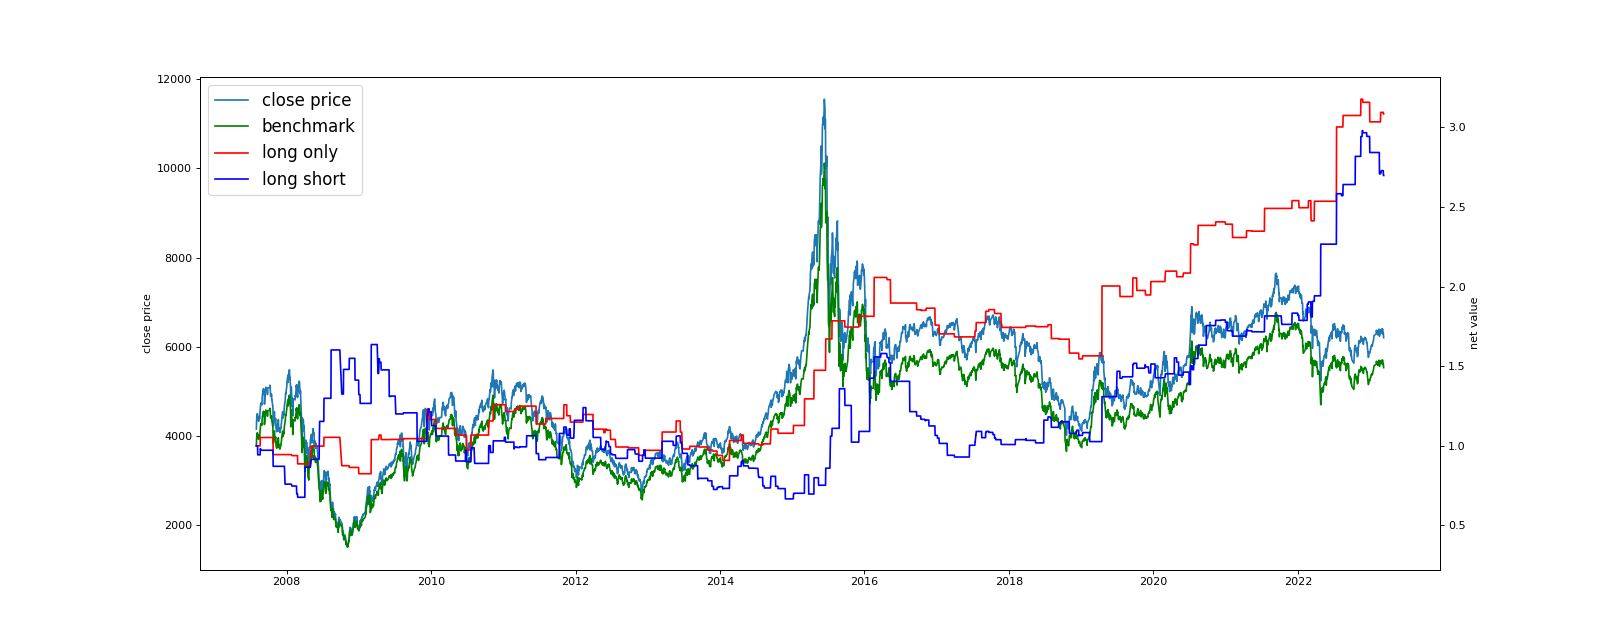 12000
10000
8000
6000
4000
2000
close price
close price
benchmark
long only
long short
3.0
2.5
2.0
1.5
1.0
0.5
net value
2008 2010 2012 2014 2016 2018 2020 2022